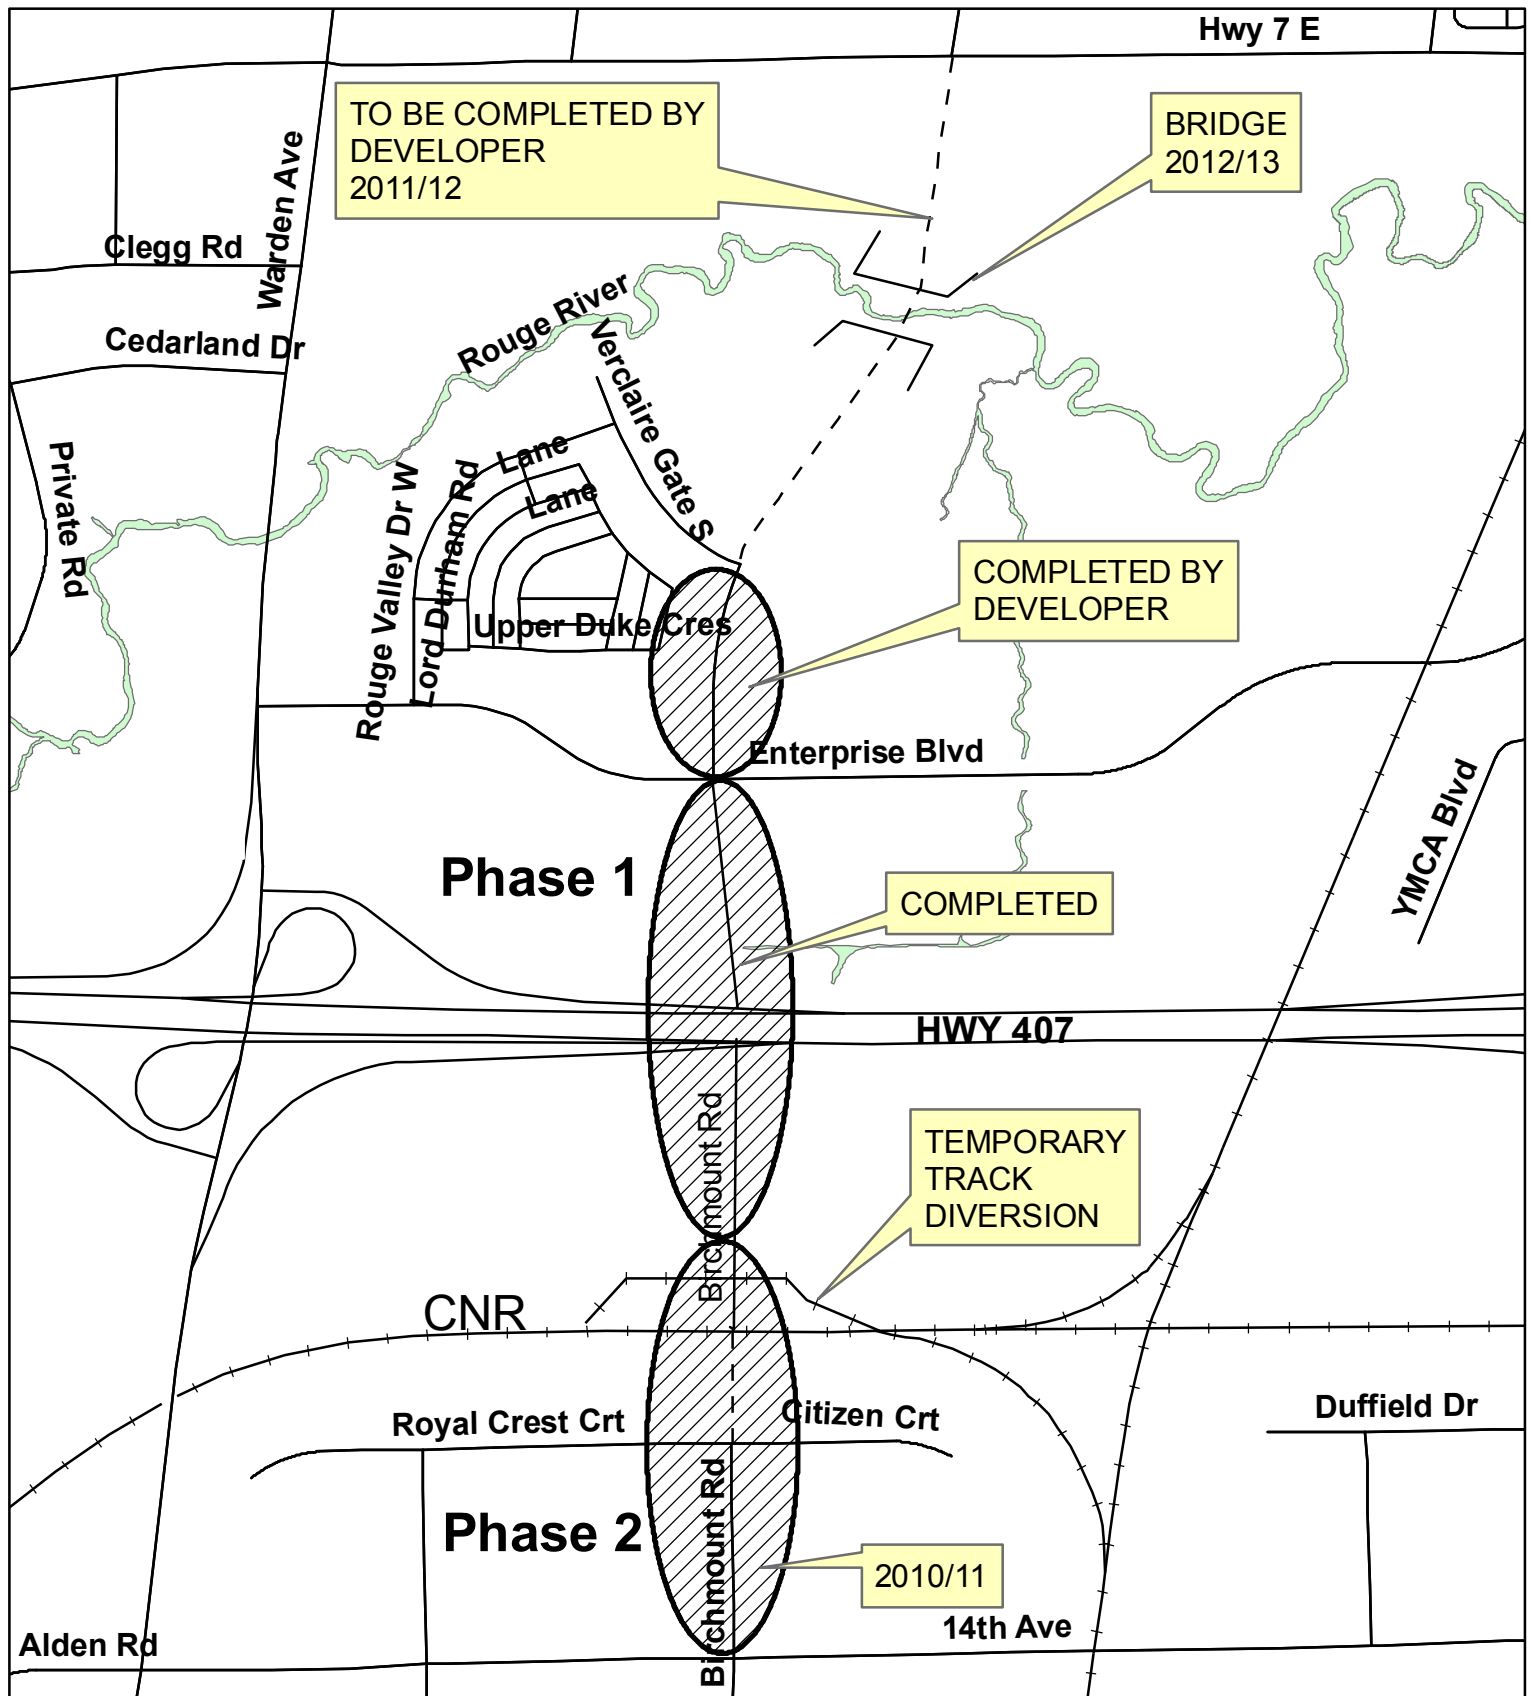 Hwy 7 E
TO BE COMPLETED BY
DEVELOPER
2011/12
BRIDGE
2012/13
Warden Ave
Clegg Rd
Cedarland Dr
Rouge River
Verclaire Gate S
Private Rd
Lane
Lane
Rouge Valley Dr W
Lord Durham Rd
Upper Duke Cres
COMPLETED BY
DEVELOPER
Enterprise Blvd
YMCA Blvd
Phase 1
COMPLETED
HWY 407
Birchmount Rd
TEMPORARY
TRACK
DIVERSION
CNR
Royal Crest Crt
Citizen Crt
Duffield Dr
Phase 2
Birchmount Rd
2010/11
14th Ave
Alden Rd